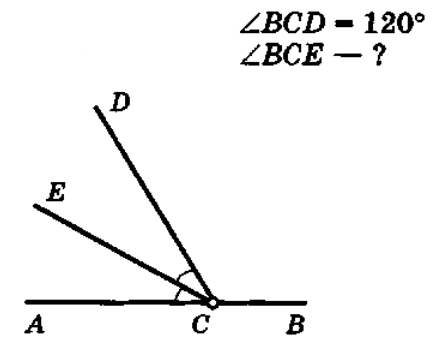 ∠BCD = 120°
∠BCE — ?
D
E
A
C
B